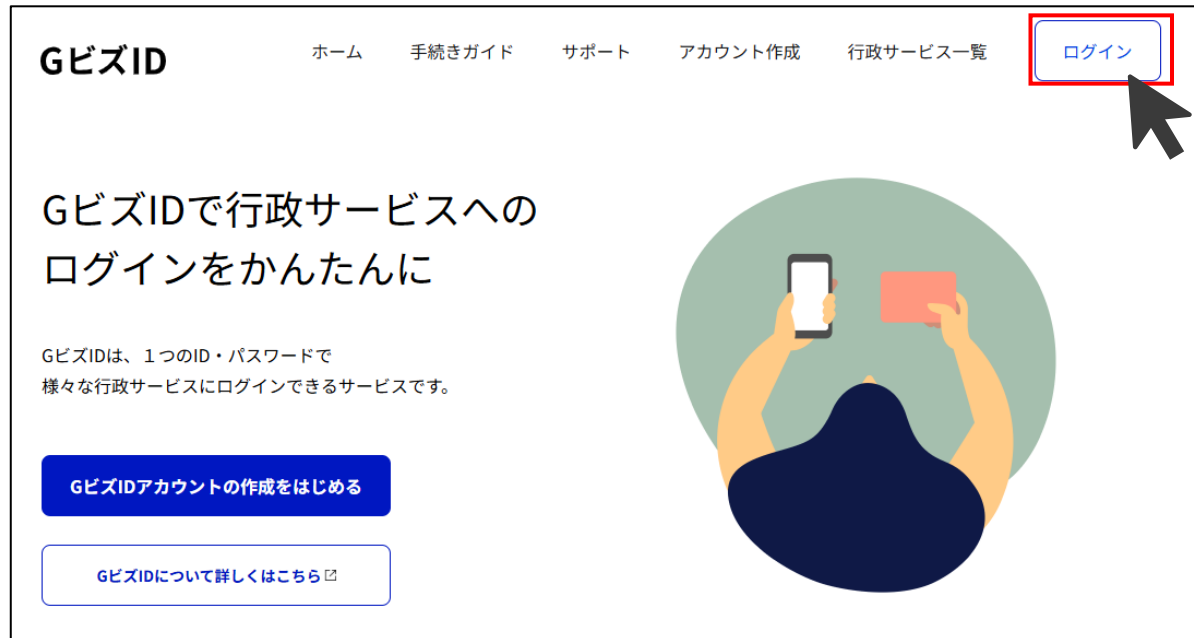 GビズID
ホーム
手続きガイド
サポート
アカウント作成
行政サービス一覧
ログイン
GビズIDで行政サービスへの
ログインをかんたんに
GビズIDは、１つのID・パスワードで
様々な行政サービスにログインできるサービスです。
GビズIDアカウントの作成をはじめる
GビズIDについて詳しくはこちら